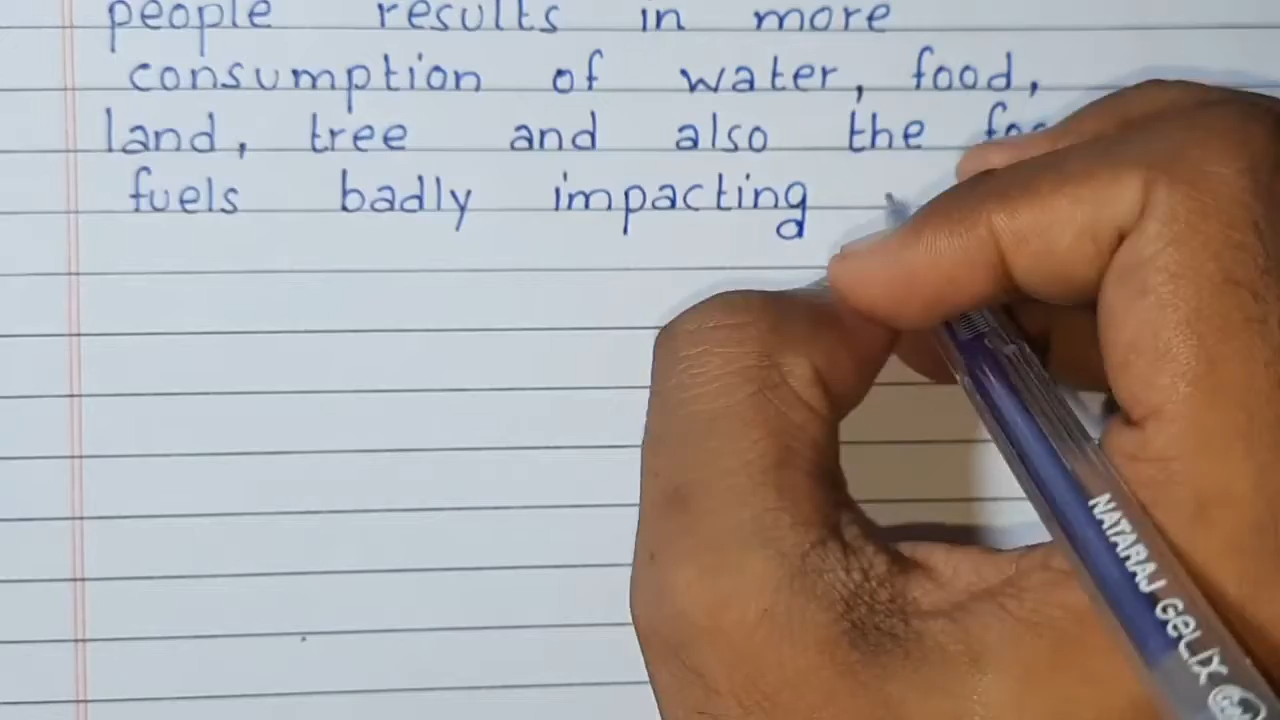 people results in more
consumption of water, food,
land, tree and also the
fuels badly impacting
NATARAJ GELIX